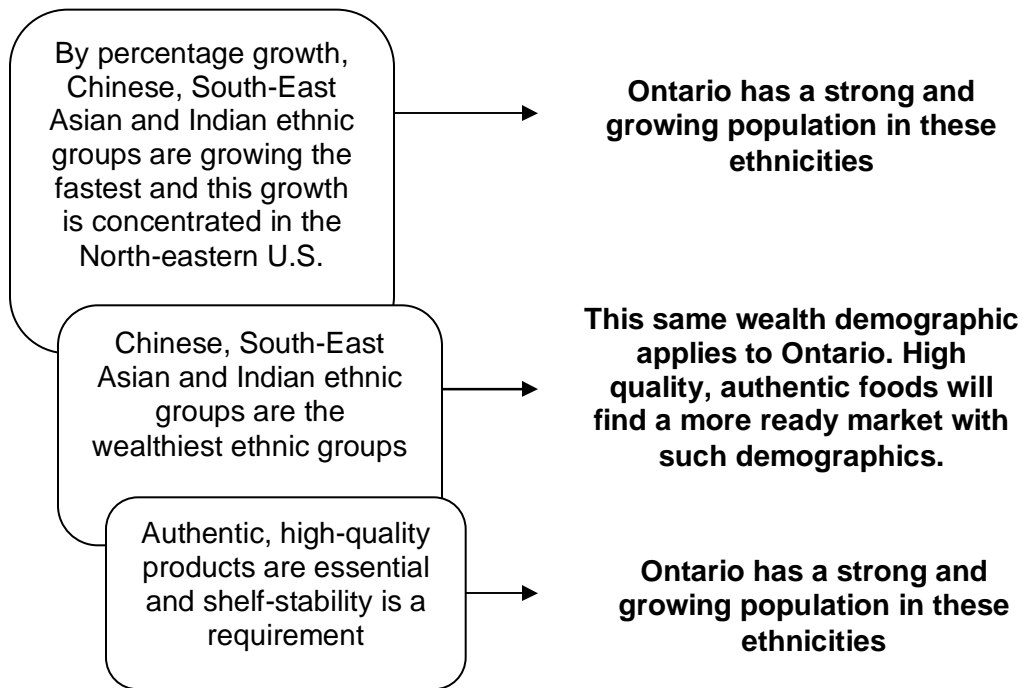 By percentage growth,
Chinese, South-East
Asian and Indian ethnic
groups are growing the
fastest and this growth
is concentrated in the
North-eastern U.S.
Ontario has a strong and
growing population in these
ethnicities
Chinese, South-East
Asian and Indian ethnic
groups are the
wealthiest ethnic groups
This same wealth demographic
applies to Ontario. High
quality, authentic foods will
find a more ready market with
such demographics.
Authentic, high-quality
products are essential
and shelf-stability is a
requirement
Ontario has a strong and
growing population in these
ethnicities